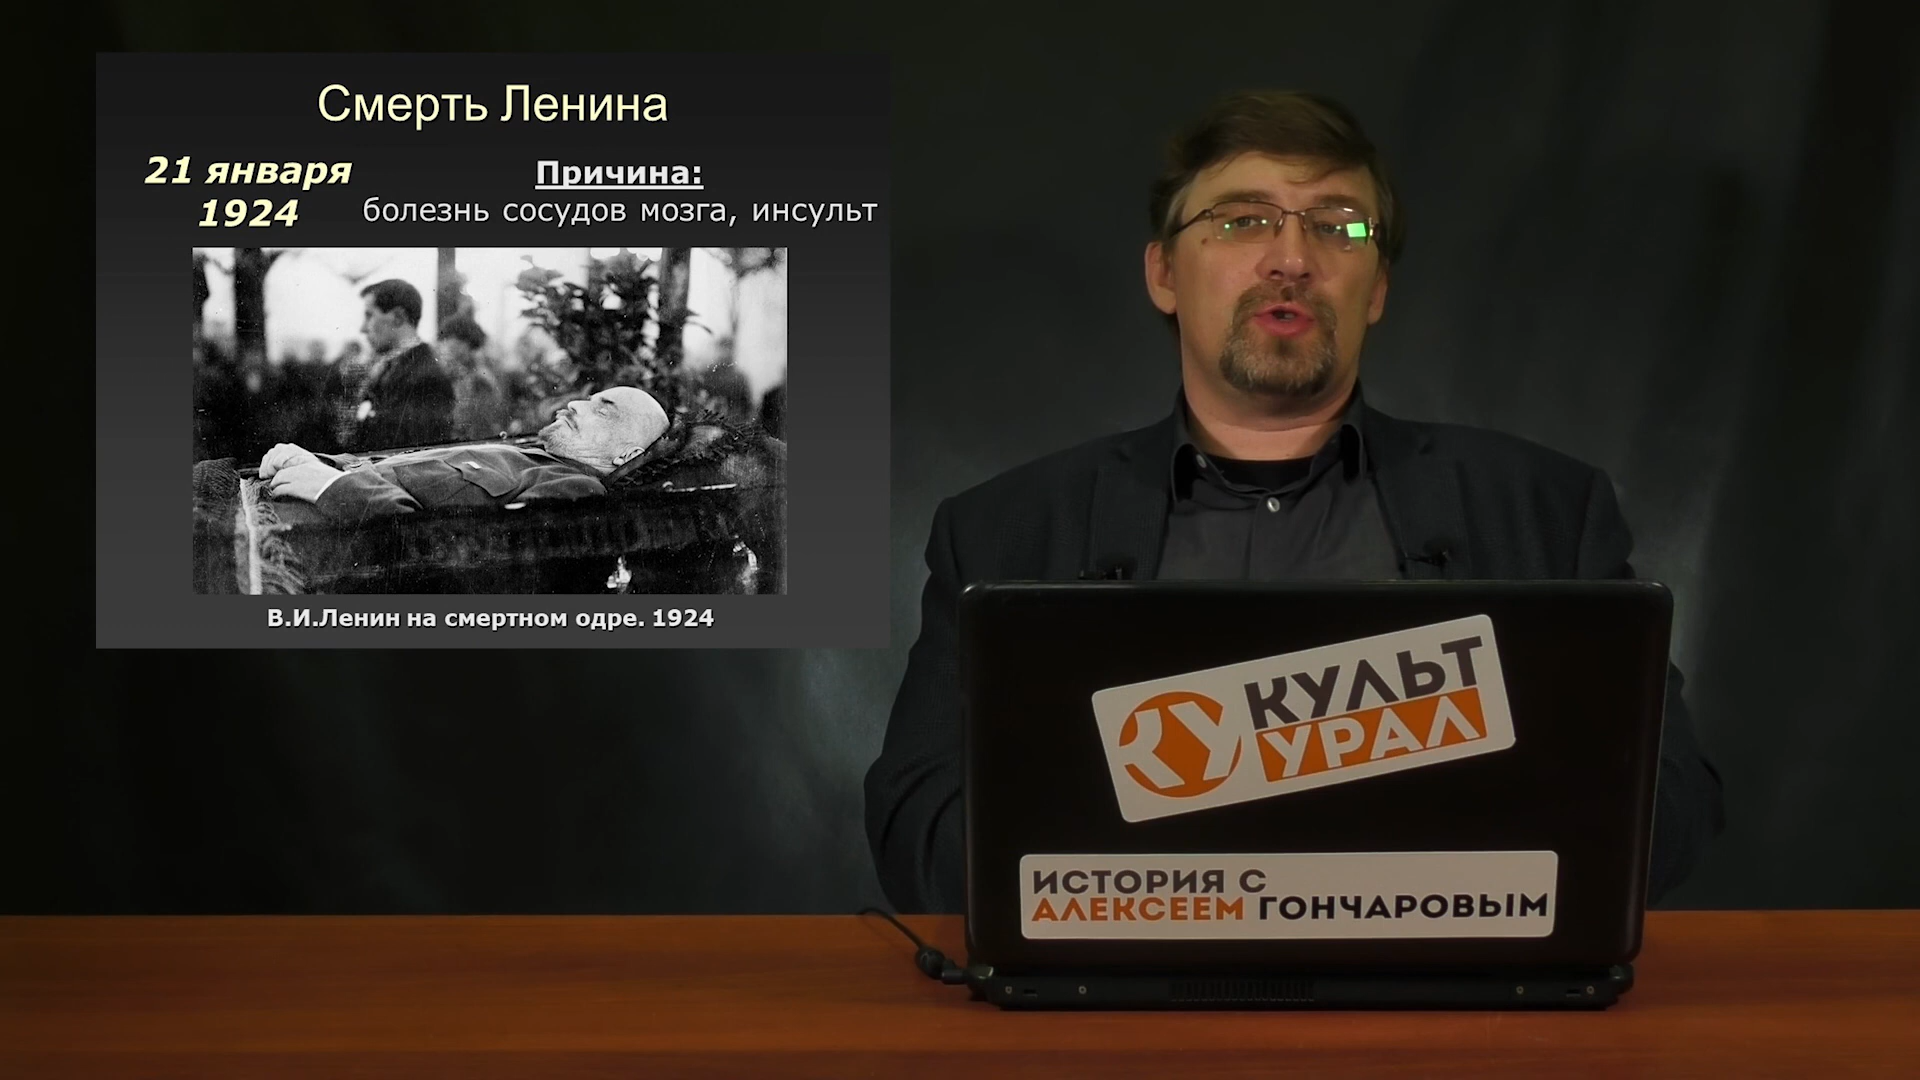 Смерть Ленина
21 января
1924
Причина:
болезнь сосудов мозга, инсульт
В.И.Ленин на смертном одре. 1924
КУ КУЛЬТ
УРАЛ
ИСТОРИЯ С
АЛЕКСЕЕМ ГОНЧАРОВЫМ